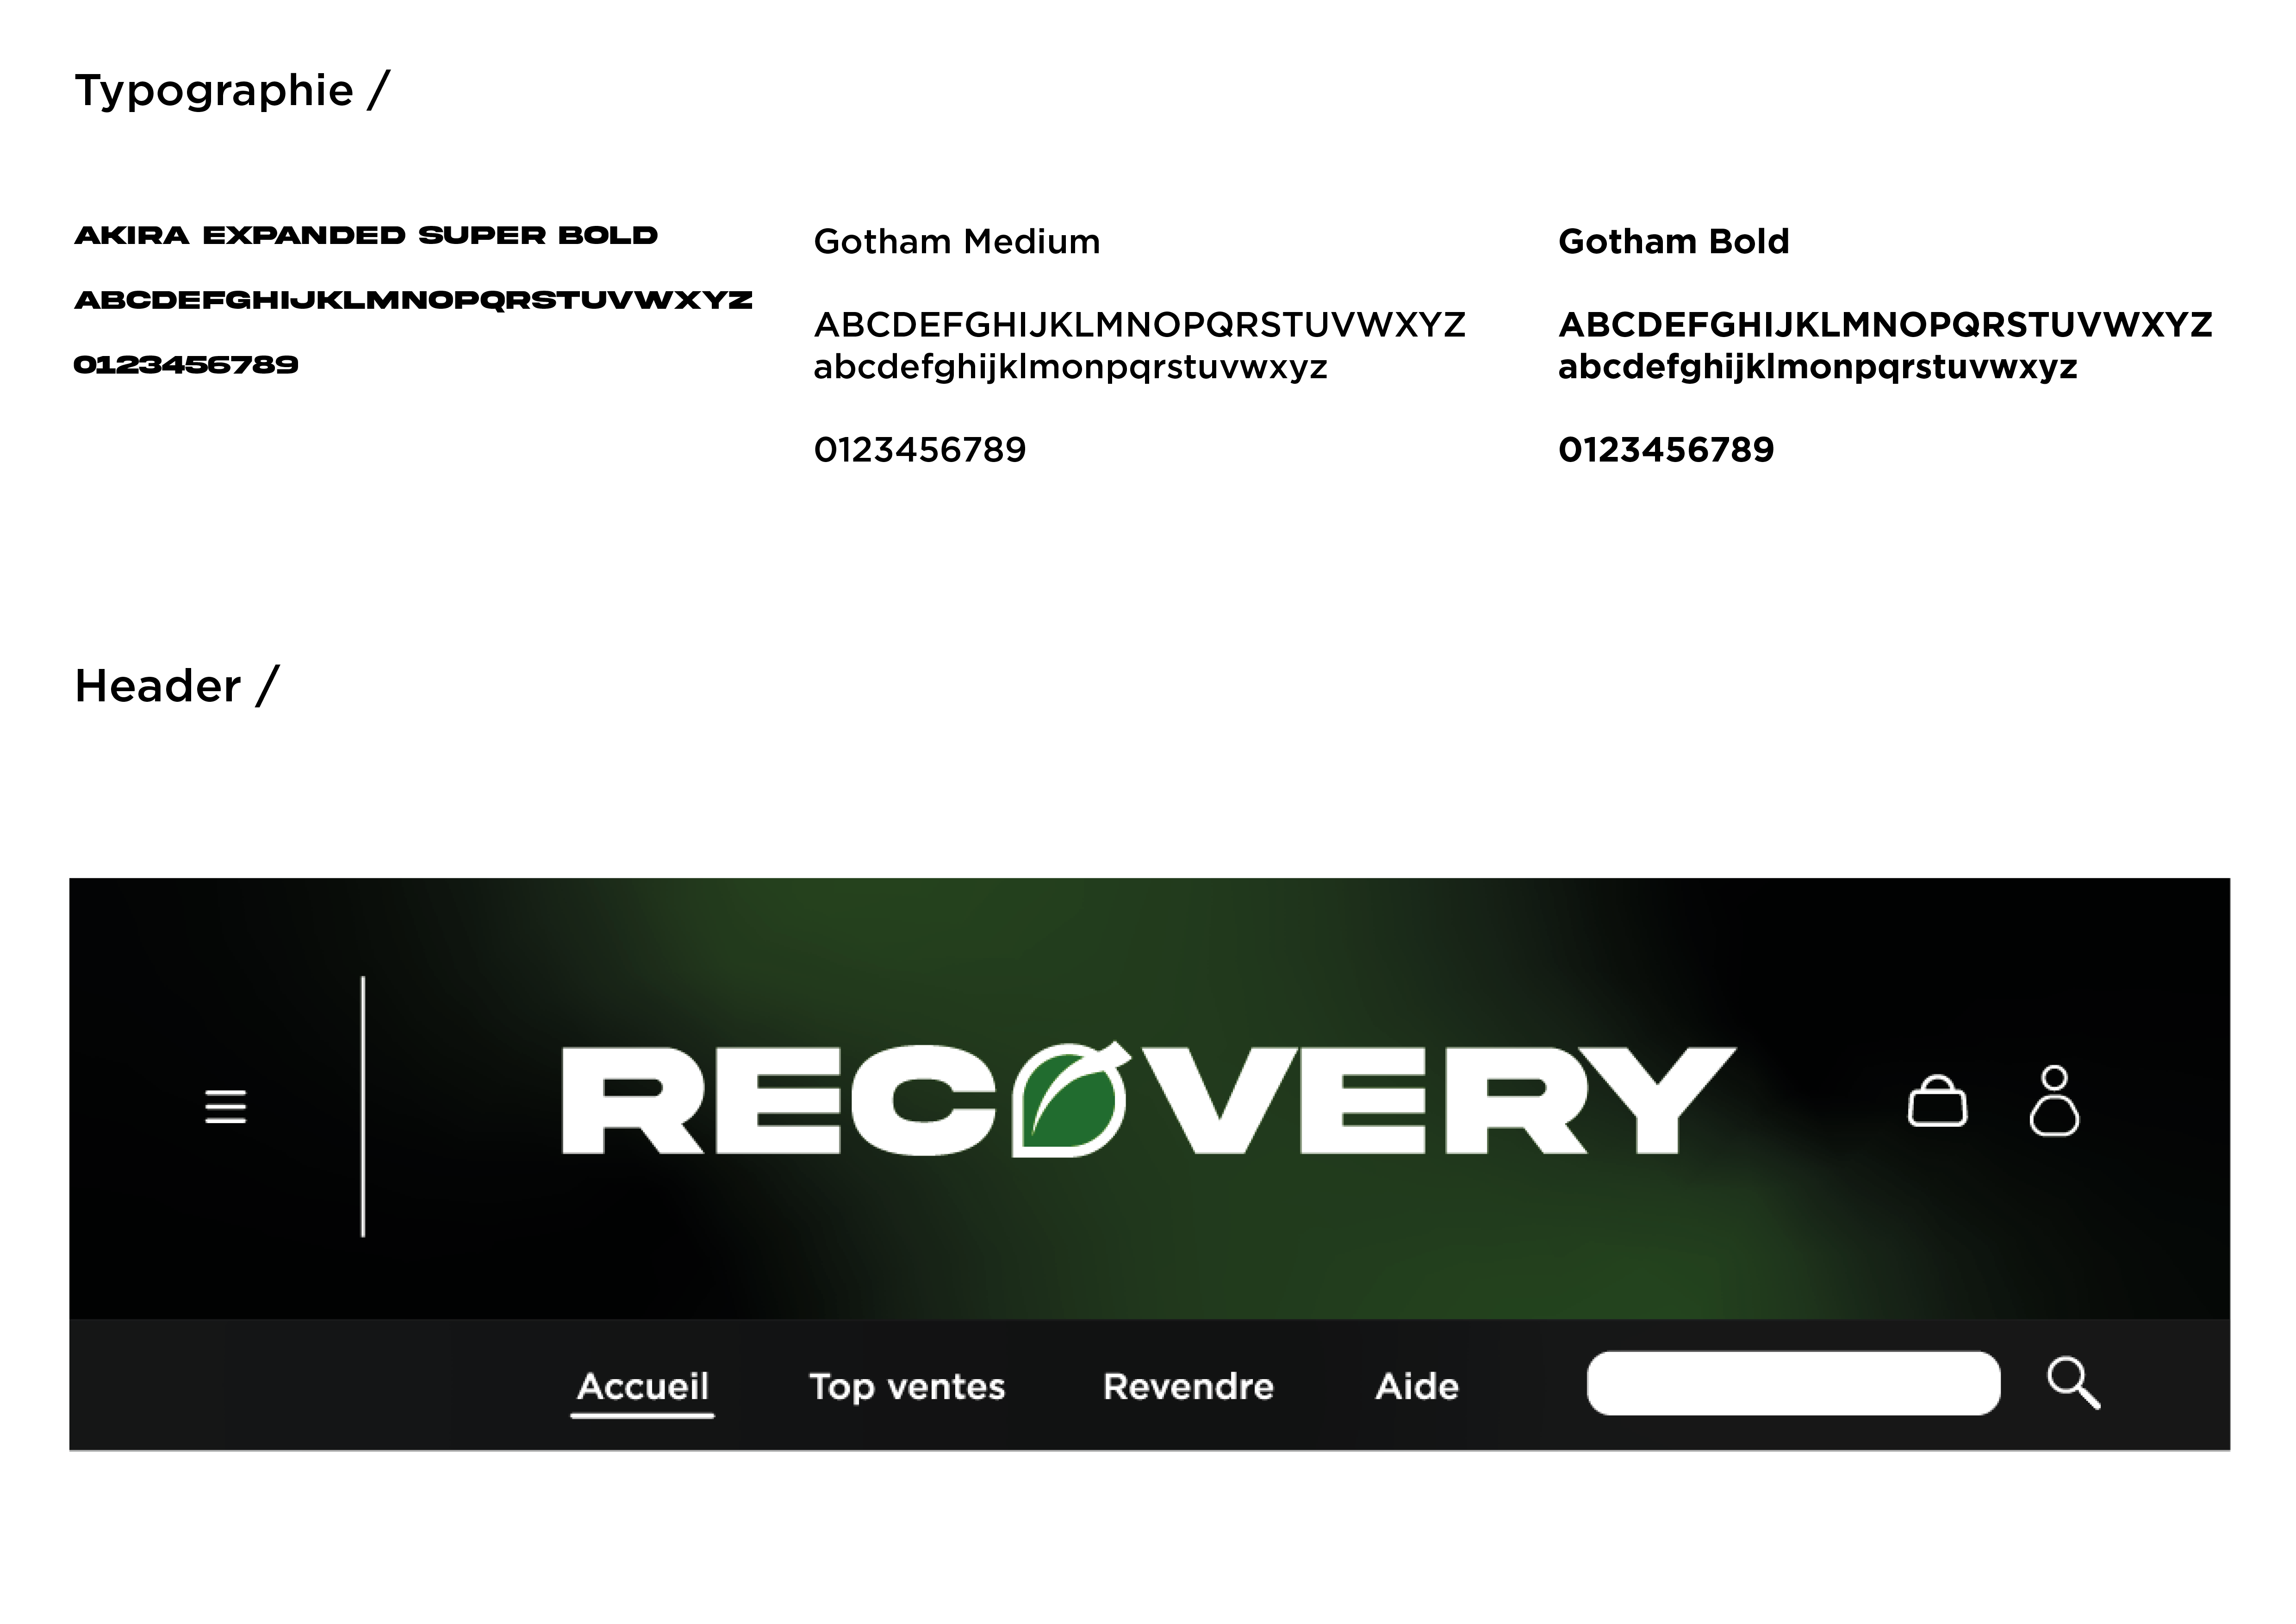 Typographie /
AKIRA EXPANDED SUPER BOLD
ABCDEFGHIJKLMNOPQRSTUVWXYZ
0123456789
Gotham Medium
ABCDEFGHIJKLMNOPQRSTUVWXYZ
abcdefghijklmonpqrstuvwxyz
0123456789
Gotham Bold
ABCDEFGHIJKLMNOPQRSTUVWXYZ
abcdefghijklmonpqrstuvwxyz
0123456789
Header /
RECOVERY
Accueil Top ventes Revendre Aide